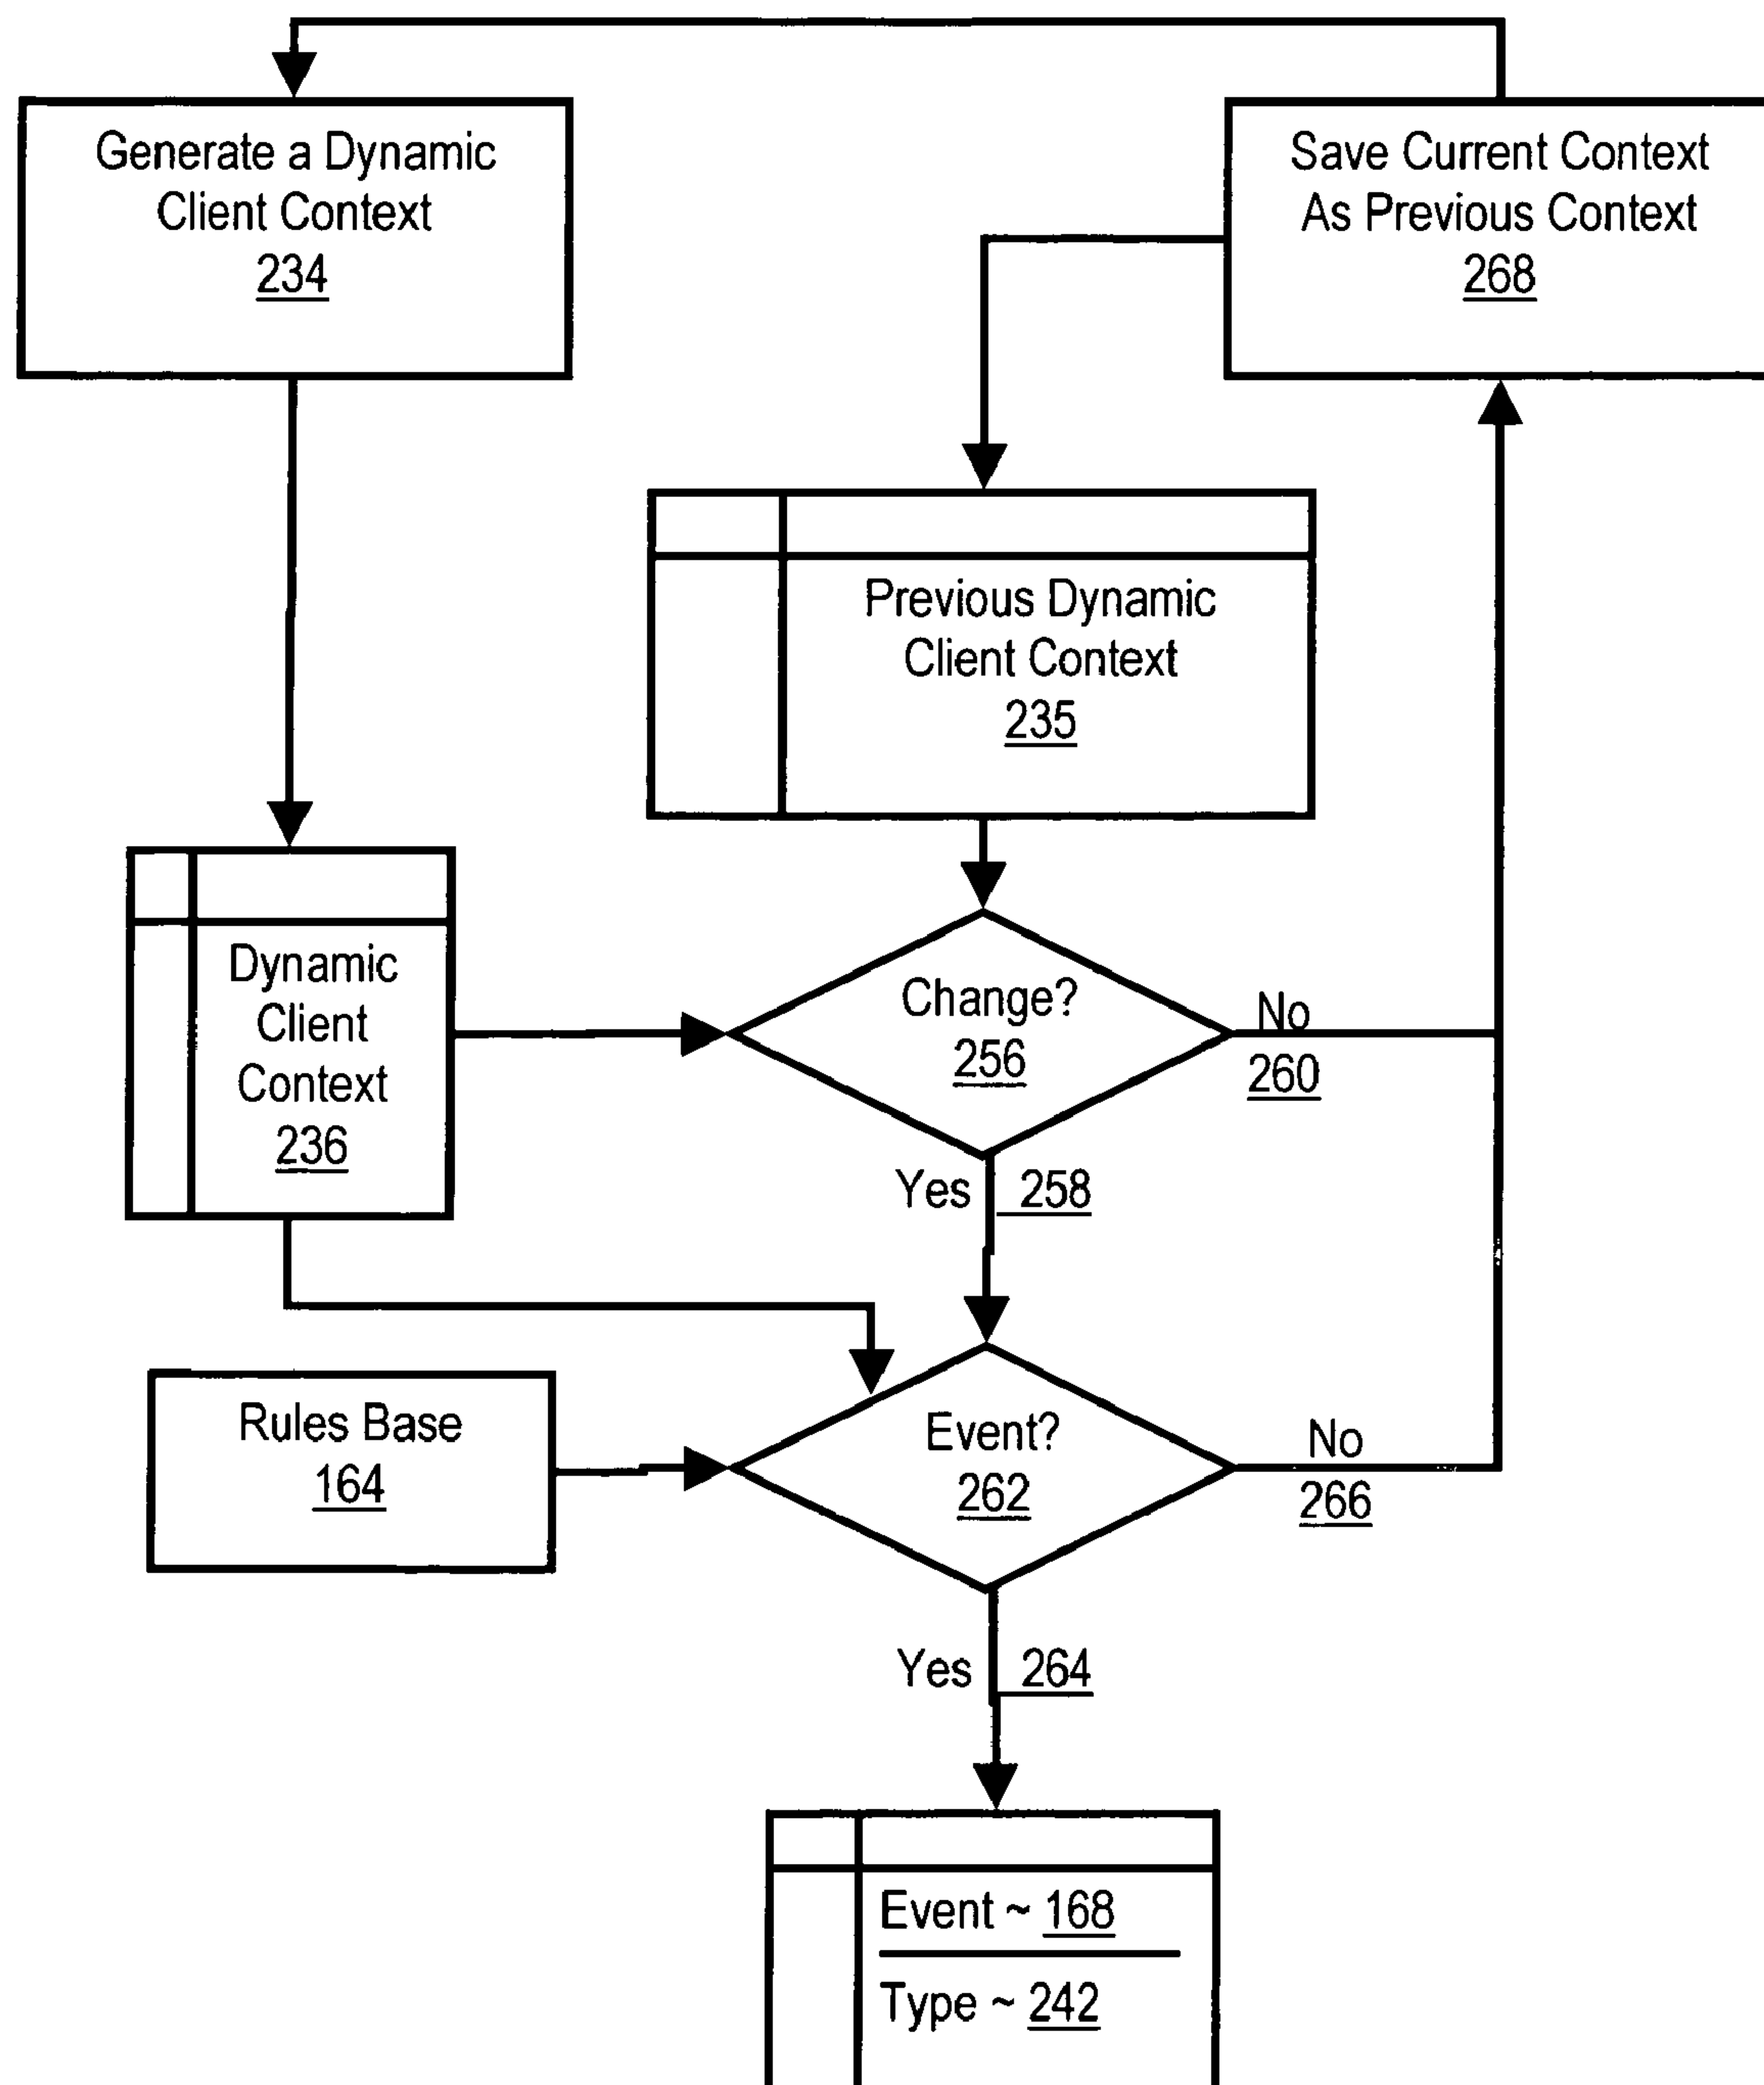 Generate a Dynamic
Client Context
234
Save Current Context
As Previous Context
268
Previous Dynamic
Client Context
235
Dynamic
Client
Context
236
Change?
256
No
260
Yes 258
Rules Base
164
Event?
262
No
266
Yes 264
Event ~ 168
Type ~ 242